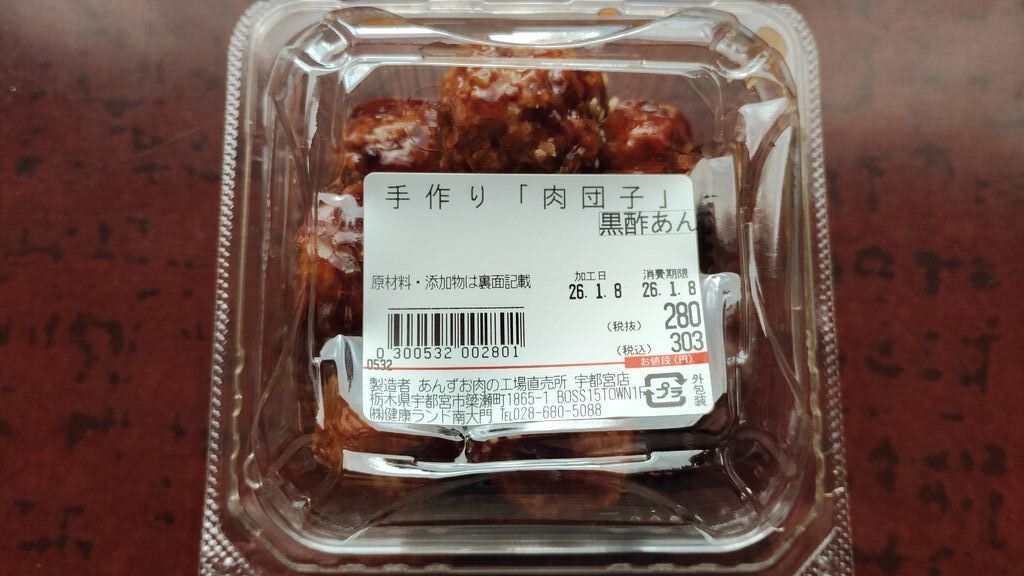 手作り「肉団子」
黒酢あん
原材料・添加物は裏面記載
加工日 消費期限
26.1.8 26.1.8
(税抜) 280
(税込) 303
お値段(円)
0 300532 002801
0532
製造者 あんずお肉の工場直売所 宇都宮店
栃木県宇都宮市簗瀬町1865-1 BOSS15TOWN1F
㈱健康ランド南大門 TEL028-680-5088
プラ
外包装